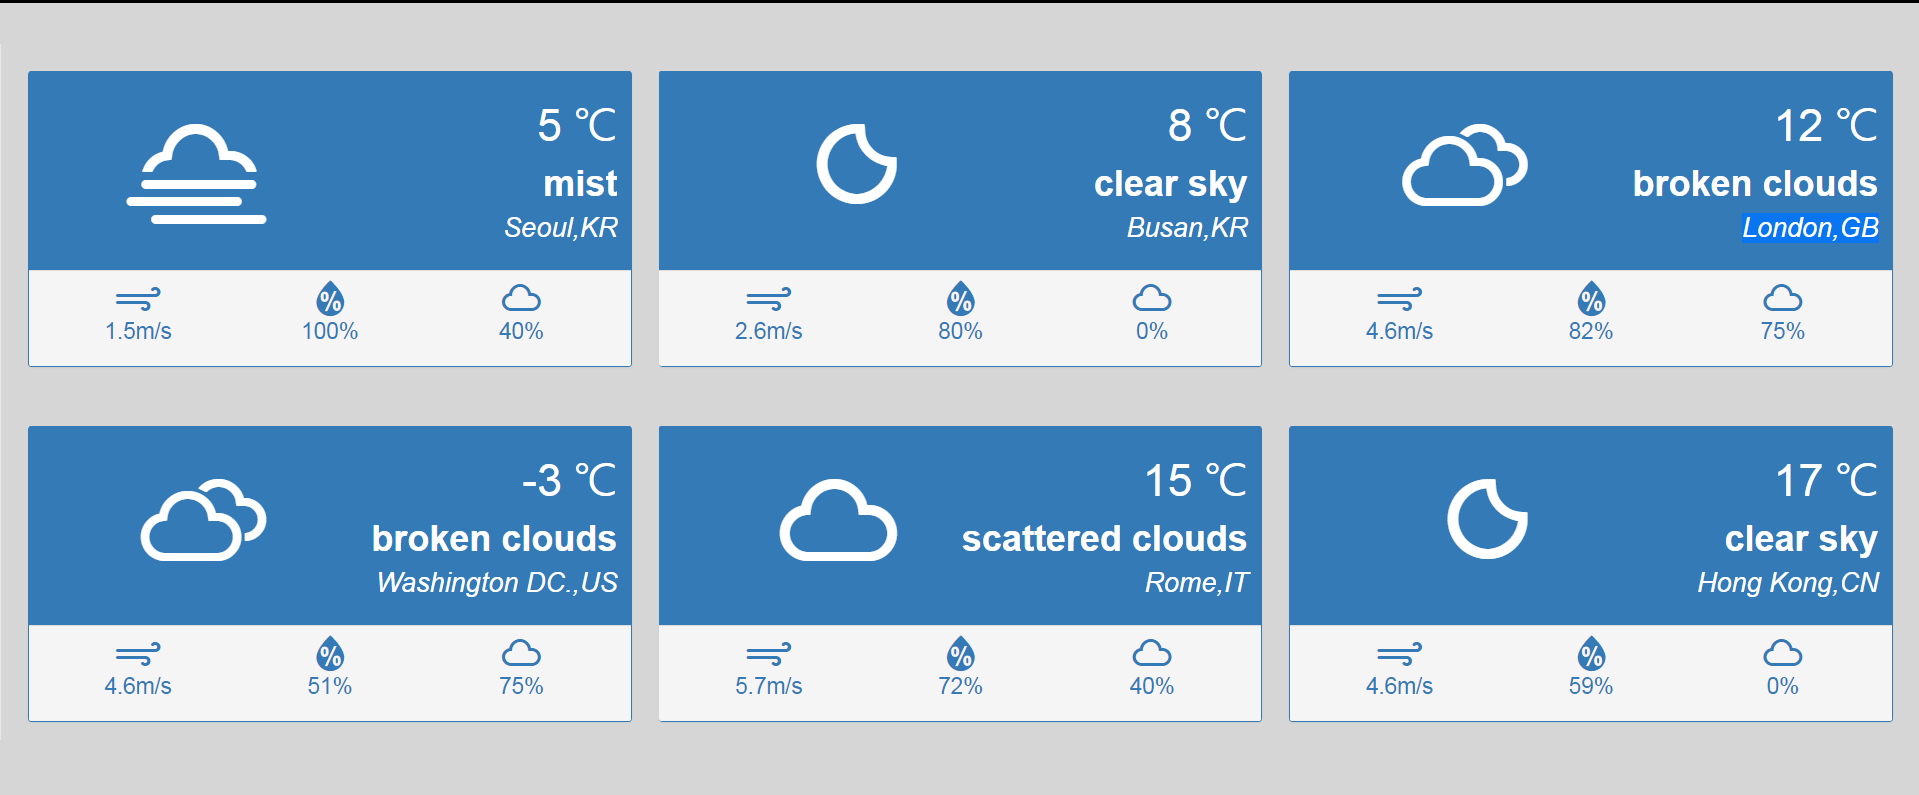 5 ℃
mist
Seoul,KR
%
1.5m/s 100% 40%
8 ℃
clear sky
Busan,KR
%
2.6m/s 80% 0%
12 ℃
broken clouds
London,GB
%
4.6m/s 82% 75%
-3 ℃
broken clouds
Washington DC.,US
%
4.6m/s 51% 75%
15 ℃
scattered clouds
Rome,IT
%
5.7m/s 72% 40%
17 ℃
clear sky
Hong Kong,CN
%
4.6m/s 59% 0%